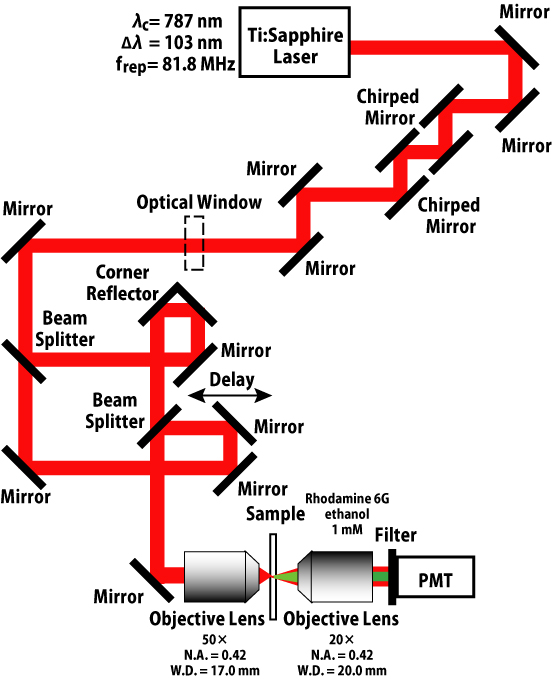 λc= 787 nm
Δλ = 103 nm
frep= 81.8 MHz
Ti:Sapphire
Laser
Mirror
Chirped
Mirror
Mirror
Mirror
Chirped
Mirror
Optical Window
Mirror
Mirror
Corner
Reflector
Beam
Splitter
Mirror
Delay
Beam
Splitter
Mirror
Mirror
Mirror
Sample
Rhodamine 6G
ethanol
1 mM
Filter
PMT
Mirror
Objective Lens
50×
N.A. = 0.42
W.D. = 17.0 mm
Objective Lens
20×
N.A. = 0.42
W.D. = 20.0 mm